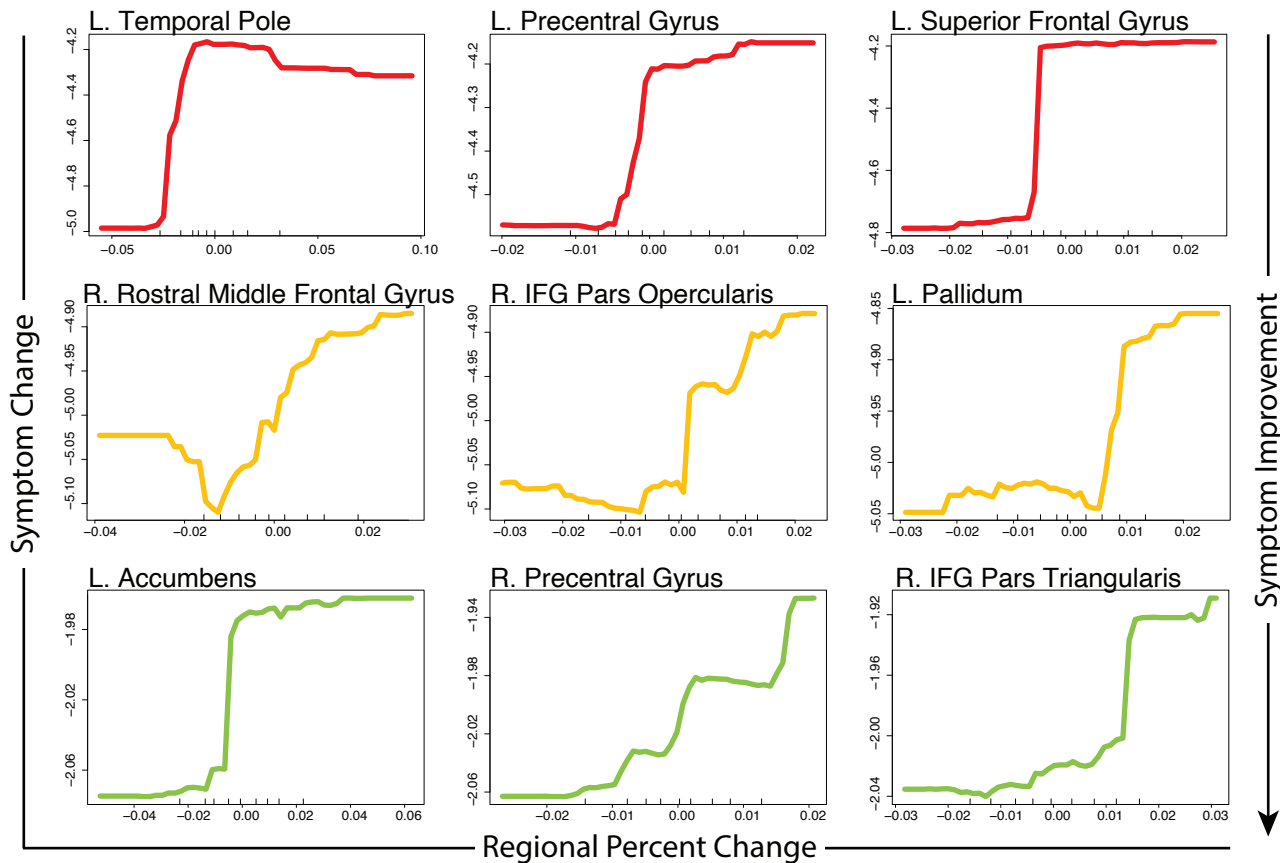 L. Temporal Pole
−4.2
−4.4
−4.6
−4.8
−5.0
−0.05 0.00 0.05 0.10
L. Precentral Gyrus
−4.2
−4.3
−4.4
−4.5
−0.02 −0.01 0.00 0.01 0.02
L. Superior Frontal Gyrus
−4.2
−4.4
−4.6
−4.8
−0.03 −0.02 −0.01 0.00 0.01 0.02
R. Rostral Middle Frontal Gyrus
−4.90
−4.95
−5.00
−5.05
−5.10
−0.04 −0.02 0.00 0.02
R. IFG Pars Opercularis
−4.90
−4.95
−5.00
−5.05
−5.10
−0.03 −0.02 −0.01 0.00 0.01 0.02
L. Pallidum
−4.85
−4.90
−4.95
−5.00
−5.05
−0.03 −0.02 −0.01 0.00 0.01 0.02
L. Accumbens
−1.98
−2.02
−2.06
−0.04 −0.02 0.00 0.02 0.04 0.06
R. Precentral Gyrus
−1.94
−1.98
−2.02
−2.06
−0.03 −0.02 −0.01 0.00 0.01 0.02
R. IFG Pars Triangularis
−1.92
−1.96
−2.00
−2.04
−0.03 −0.02 −0.01 0.00 0.01 0.02 0.03
Symptom Change
Symptom Improvement
Regional Percent Change